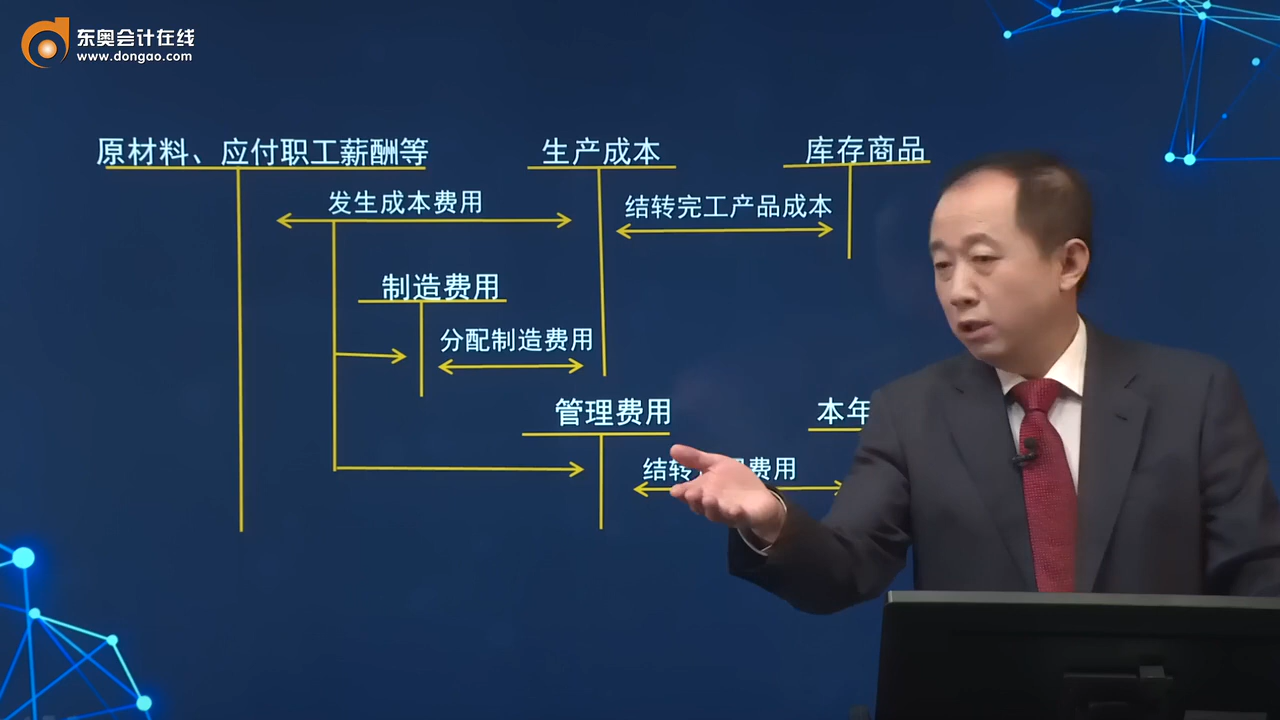 东奥会计在线
www.dongao.com
原材料、应付职工薪酬等
生产成本
库存商品
发生成本费用
结转完工产品成本
制造费用
分配制造费用
管理费用
本年
结转 费用